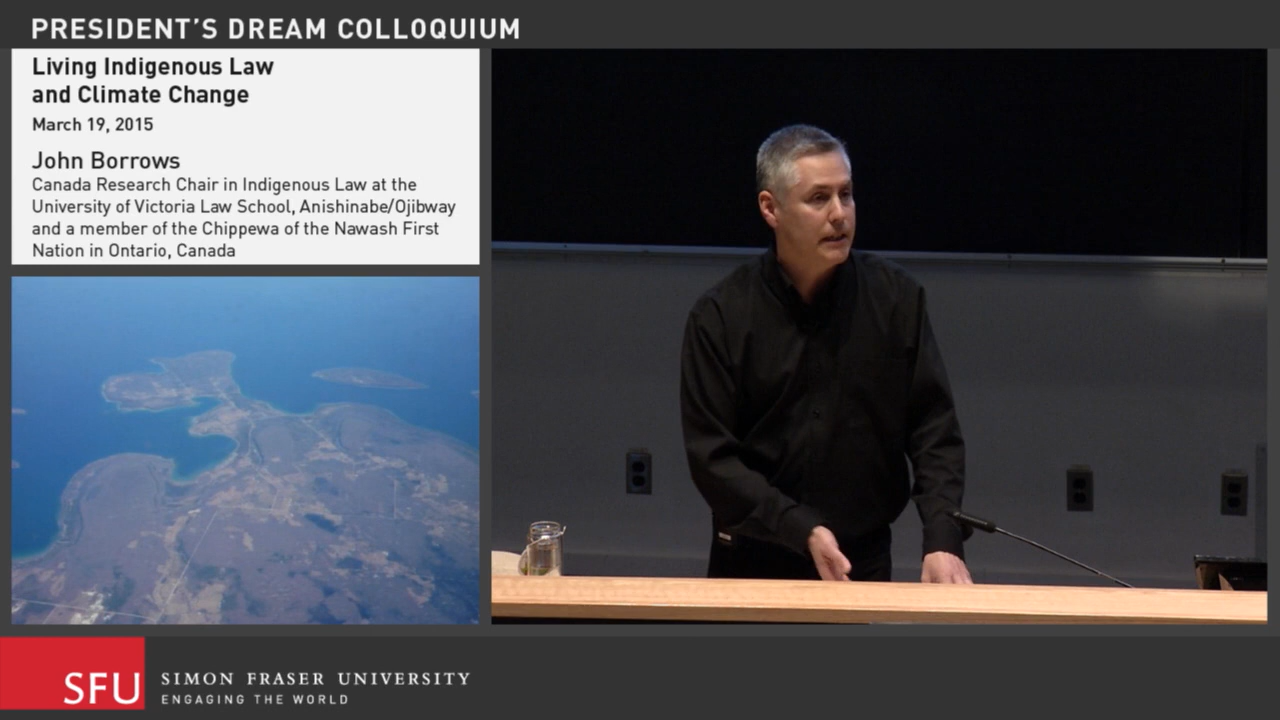 PRESIDENT'S DREAM COLLOQUIUM
Living Indigenous Law
and Climate Change
March 19, 2015
John Borrows
Canada Research Chair in Indigenous Law at the
University of Victoria Law School, Anishinabe/Ojibway
and a member of the Chippewa of the Nawash First
Nation in Ontario, Canada
SFU
SIMON FRASER UNIVERSITY
ENGAGING THE WORLD